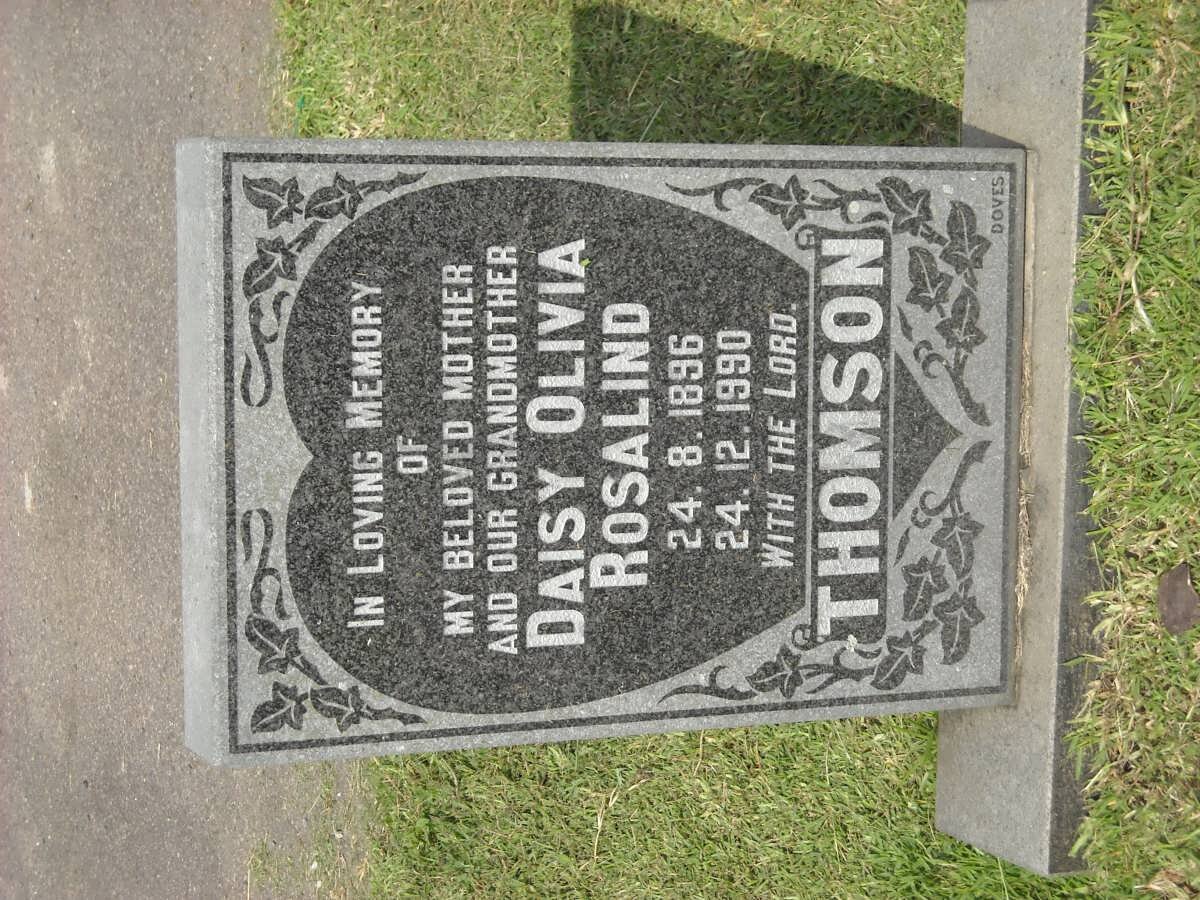 IN LOVING MEMORY
OF
MY BELOVED MOTHER
AND OUR GRANDMOTHER
DAISY OLIVIA
ROSALIND
24. 8. 1896
24. 12. 1990
WITH THE LORD.
THOMSON
DOVES